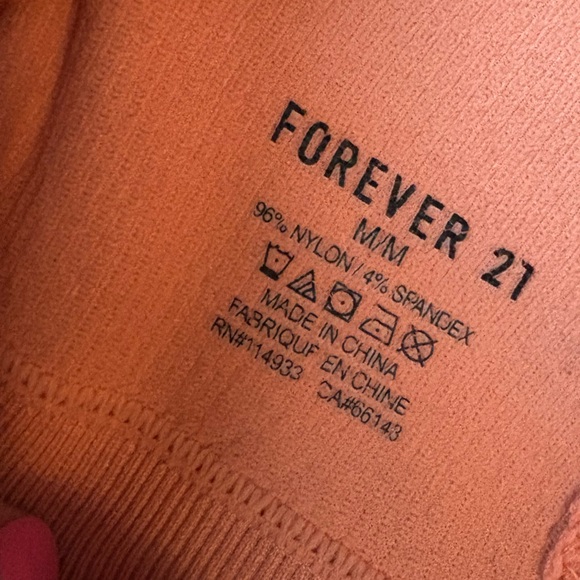 FOREVER 21
M/M
96% NYLON / 4% SPANDEX
MADE IN CHINA
FABRIQUE EN CHINE
RN#114933 CA#66143